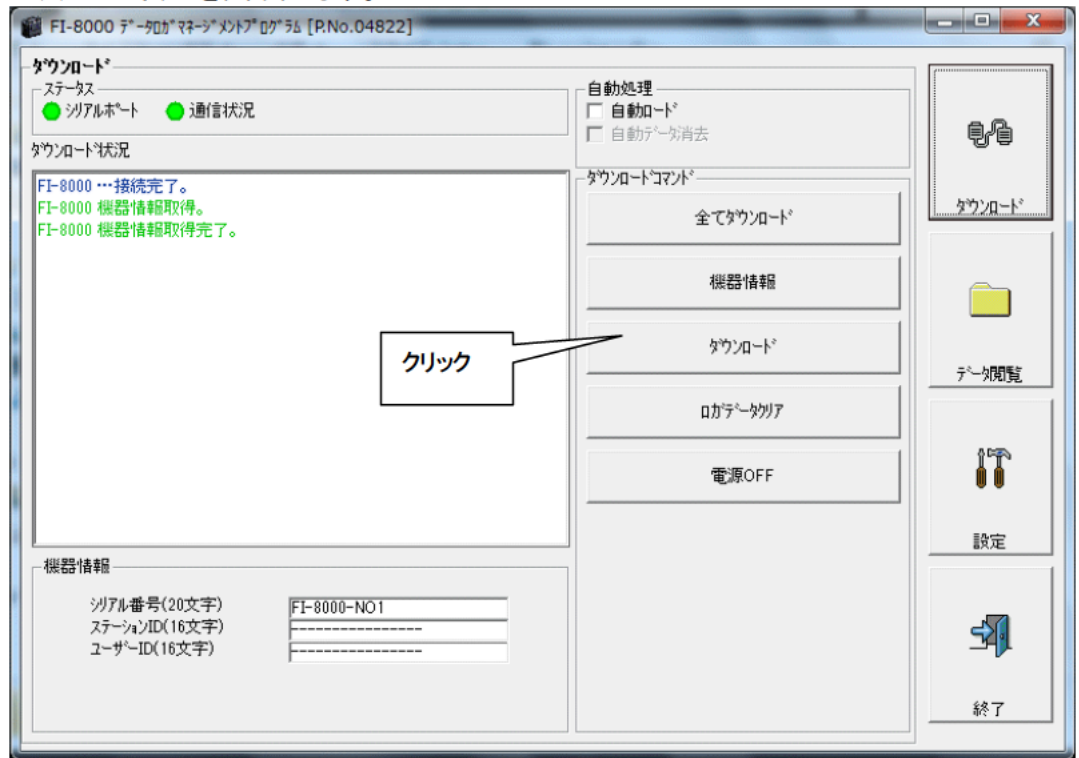 FI-8000 ﾃﾞｰﾀﾛｶﾞﾏﾈｰｼﾞﾒﾝﾄﾌﾟﾛｸﾞﾗﾑ [P.No.04822]
ﾀﾞｳﾝﾛｰﾄﾞ
ｽﾃｰﾀｽ
ｼﾘｱﾙﾎﾟｰﾄ 通信状況
ﾀﾞｳﾝﾛｰﾄﾞ状況
FI-8000 …接続完了。
FI-8000 機器情報取得。
FI-8000 機器情報取得完了。
クリック
機器情報
ｼﾘｱﾙ番号(20文字) FI-8000-NO1
ｽﾃｰｼｮﾝID(16文字) ----------------
ﾕｰｻﾞｰID(16文字) ----------------
自動処理
自動ﾛｰﾄﾞ
自動ﾃﾞｰﾀ消去
ﾀﾞｳﾝﾛｰﾄﾞｺﾏﾝﾄﾞ
全てﾀﾞｳﾝﾛｰﾄﾞ
機器情報
ﾀﾞｳﾝﾛｰﾄﾞ
ﾛｶﾞﾃﾞｰﾀｸﾘｱ
電源OFF
ﾀﾞｳﾝﾛｰﾄﾞ
ﾃﾞｰﾀ閲覧
設定
終了